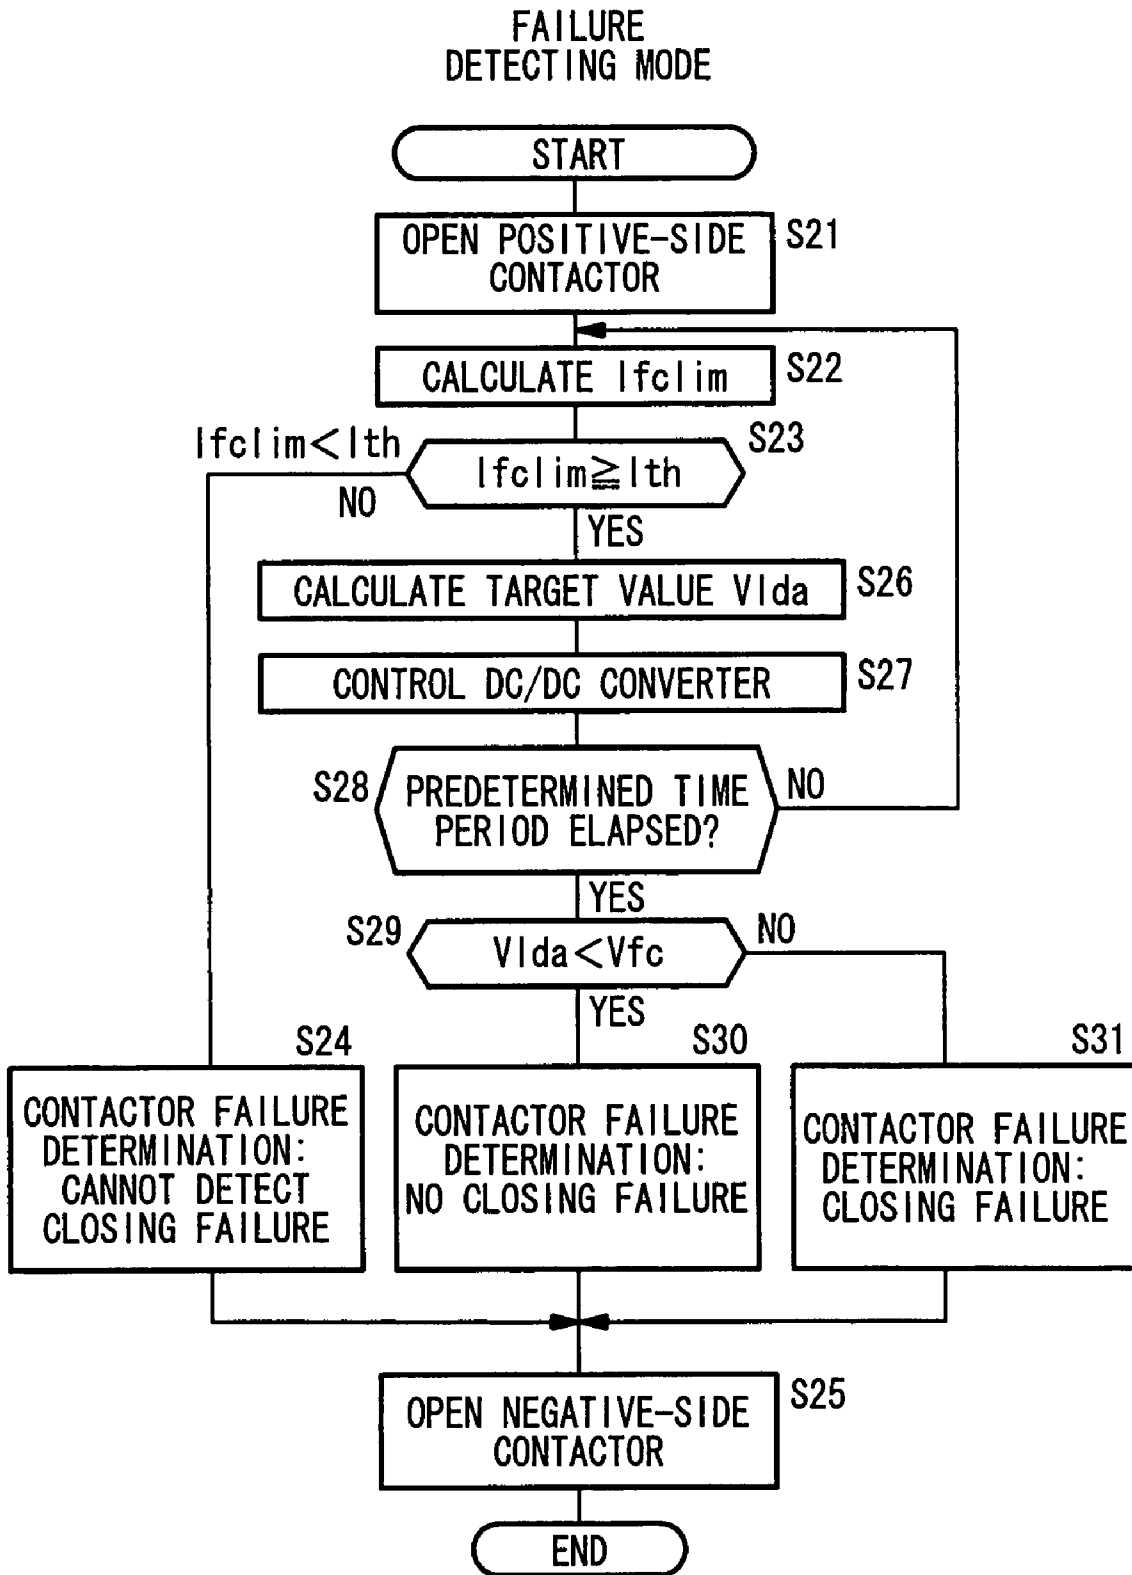 FAILURE
DETECTING MODE
START
OPEN POSITIVE-SIDE
CONTACTOR
S21
CALCULATE Ifclim
S22
S23
Ifclim<Ith
Ifclim≧Ith
NO
YES
CALCULATE TARGET VALUE Vlda
S26
CONTROL DC/DC CONVERTER
S27
S28
PREDETERMINED TIME
PERIOD ELAPSED?
NO
YES
S29
Vlda<Vfc
NO
YES
S24
CONTACTOR FAILURE
DETERMINATION:
CANNOT DETECT
CLOSING FAILURE
S30
CONTACTOR FAILURE
DETERMINATION:
NO CLOSING FAILURE
S31
CONTACTOR FAILURE
DETERMINATION:
CLOSING FAILURE
OPEN NEGATIVE-SIDE
CONTACTOR
S25
END